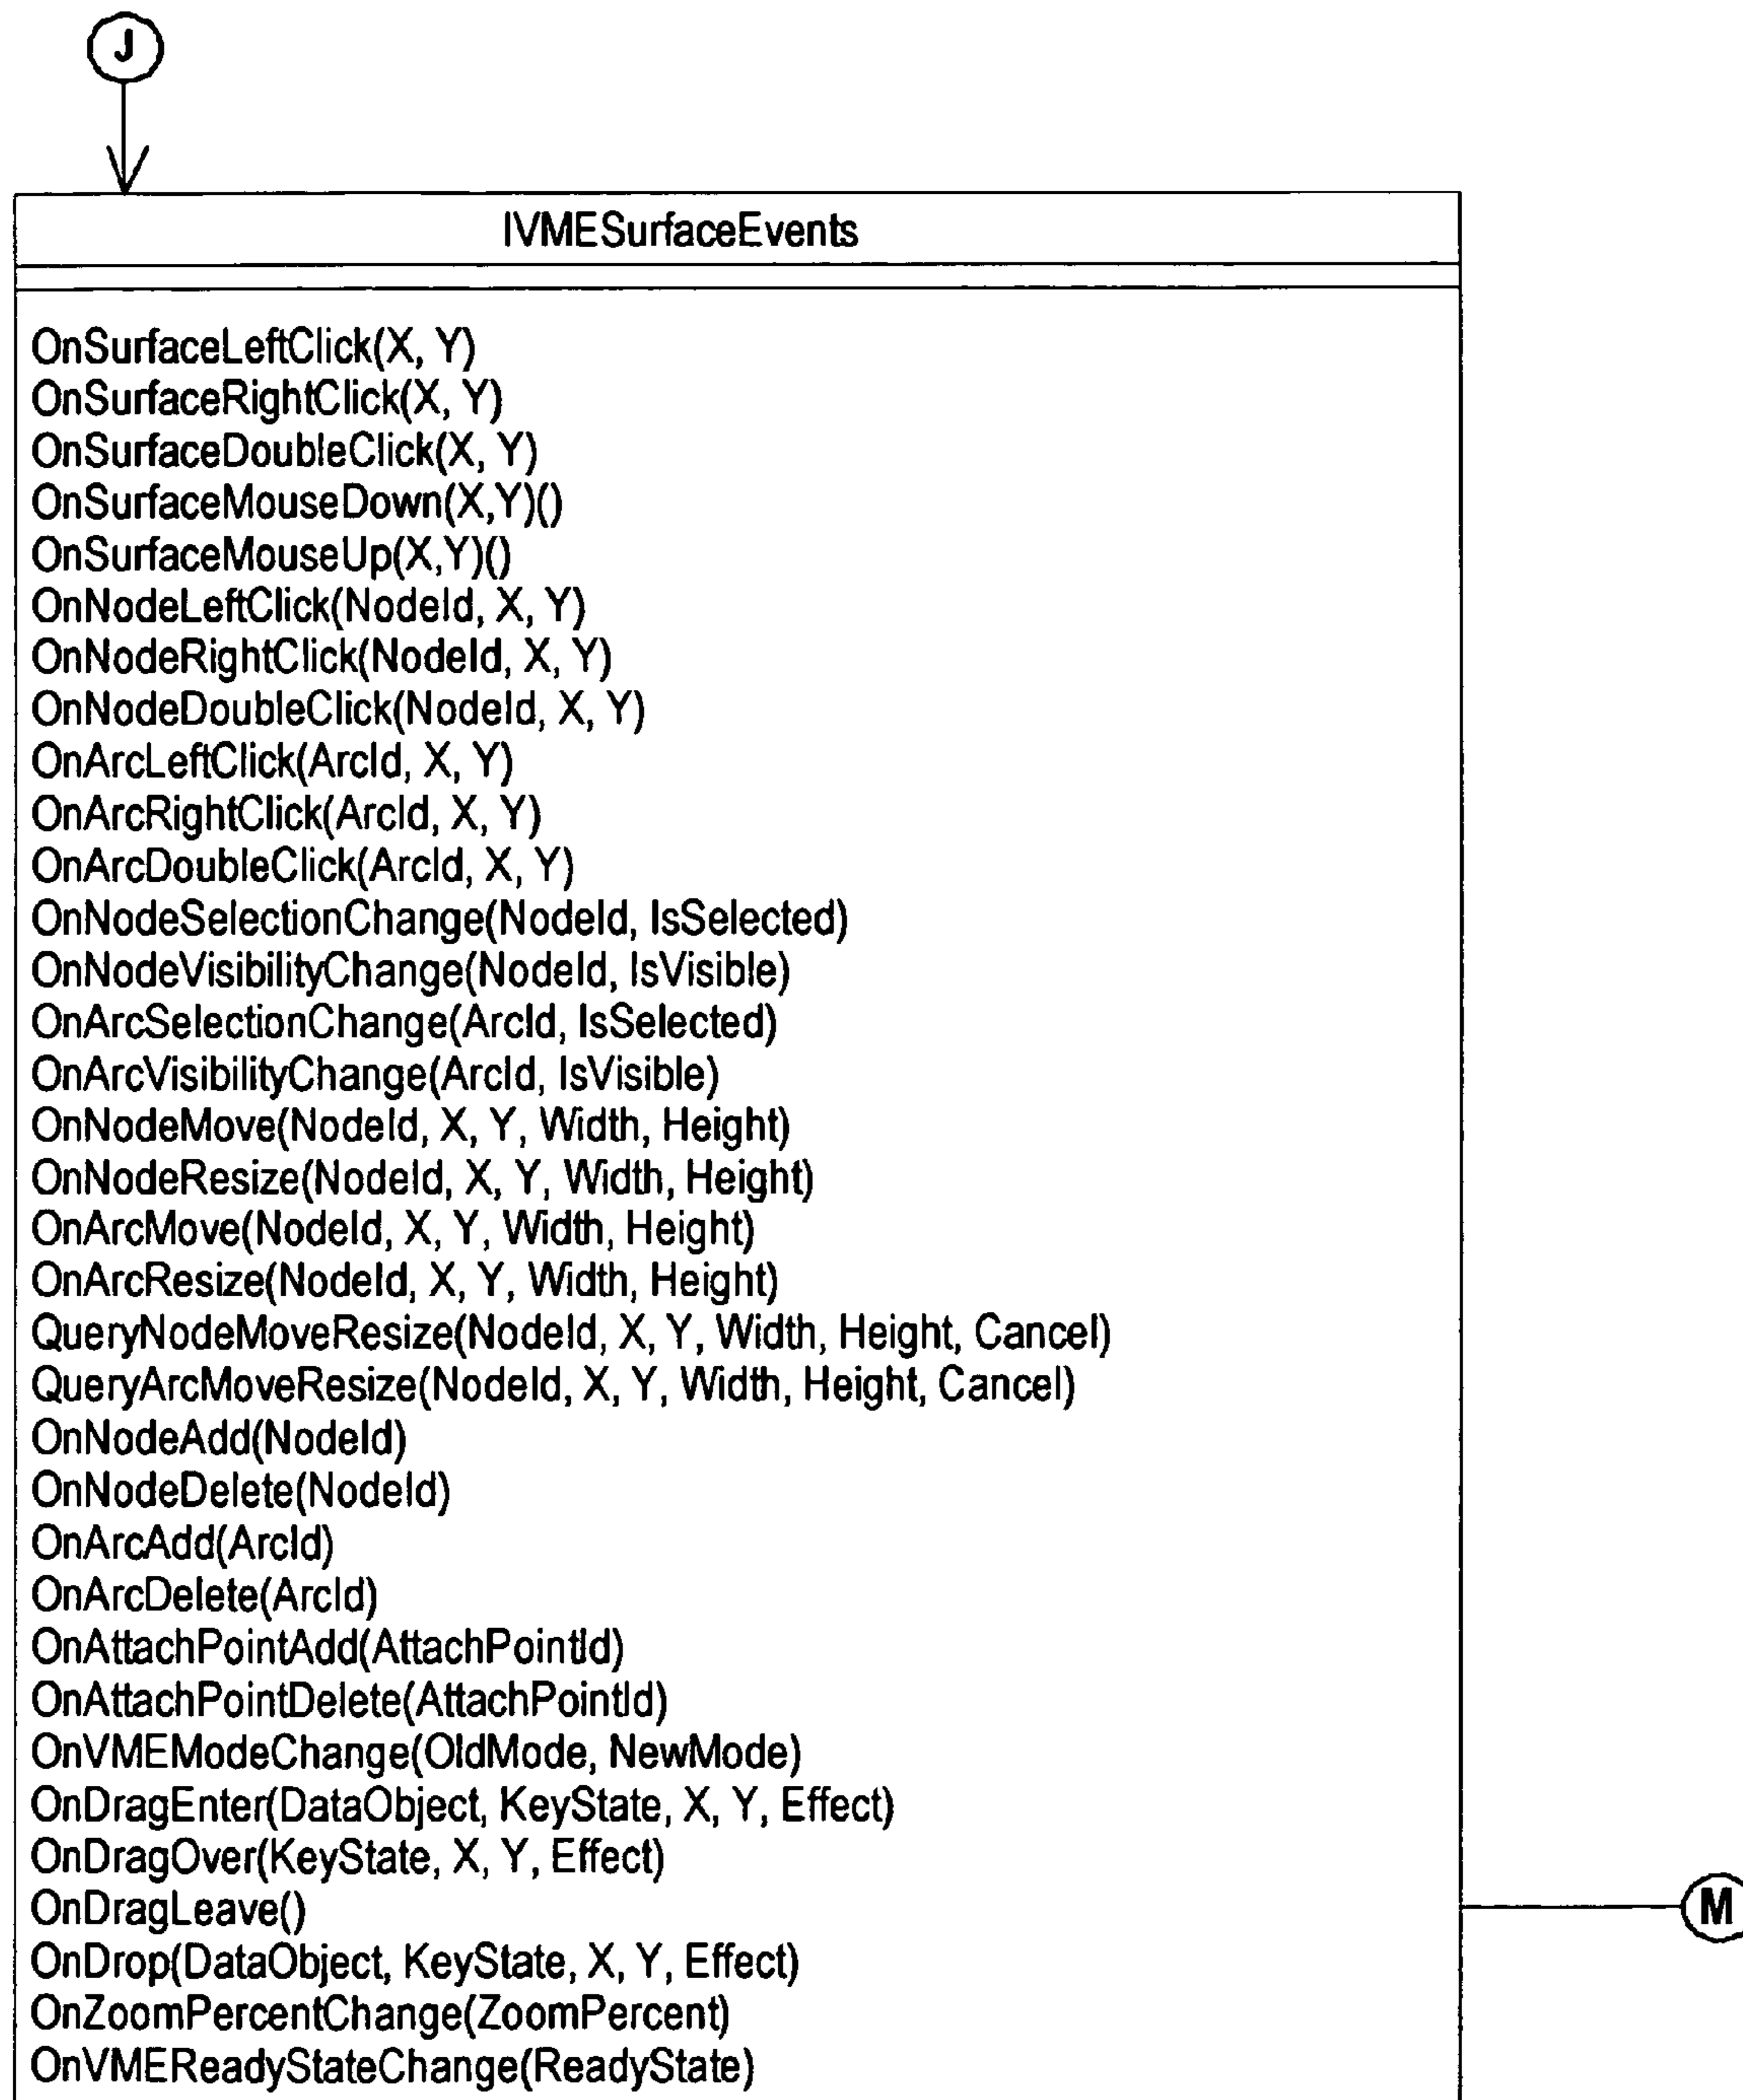 J
IVMESurfaceEvents
OnSurfaceLeftClick(X, Y)
OnSurfaceRightClick(X, Y)
OnSurfaceDoubleClick(X, Y)
OnSurfaceMouseDown(X,Y)()
OnSurfaceMouseUp(X,Y)()
OnNodeLeftClick(NodeId, X, Y)
OnNodeRightClick(NodeId, X, Y)
OnNodeDoubleClick(NodeId, X, Y)
OnArcLeftClick(ArcId, X, Y)
OnArcRightClick(ArcId, X, Y)
OnArcDoubleClick(ArcId, X, Y)
OnNodeSelectionChange(NodeId, IsSelected)
OnNodeVisibilityChange(NodeId, IsVisible)
OnArcSelectionChange(ArcId, IsSelected)
OnArcVisibilityChange(ArcId, IsVisible)
OnNodeMove(NodeId, X, Y, Width, Height)
OnNodeResize(NodeId, X, Y, Width, Height)
OnArcMove(NodeId, X, Y, Width, Height)
OnArcResize(NodeId, X, Y, Width, Height)
QueryNodeMoveResize(NodeId, X, Y, Width, Height, Cancel)
QueryArcMoveResize(NodeId, X, Y, Width, Height, Cancel)
OnNodeAdd(NodeId)
OnNodeDelete(NodeId)
OnArcAdd(ArcId)
OnArcDelete(ArcId)
OnAttachPointAdd(AttachPointId)
OnAttachPointDelete(AttachPointId)
OnVMEModeChange(OldMode, NewMode)
OnDragEnter(DataObject, KeyState, X, Y, Effect)
OnDragOver(KeyState, X, Y, Effect)
OnDragLeave()
M
OnDrop(DataObject, KeyState, X, Y, Effect)
OnZoomPercentChange(ZoomPercent)
OnVMEReadyStateChange(ReadyState)